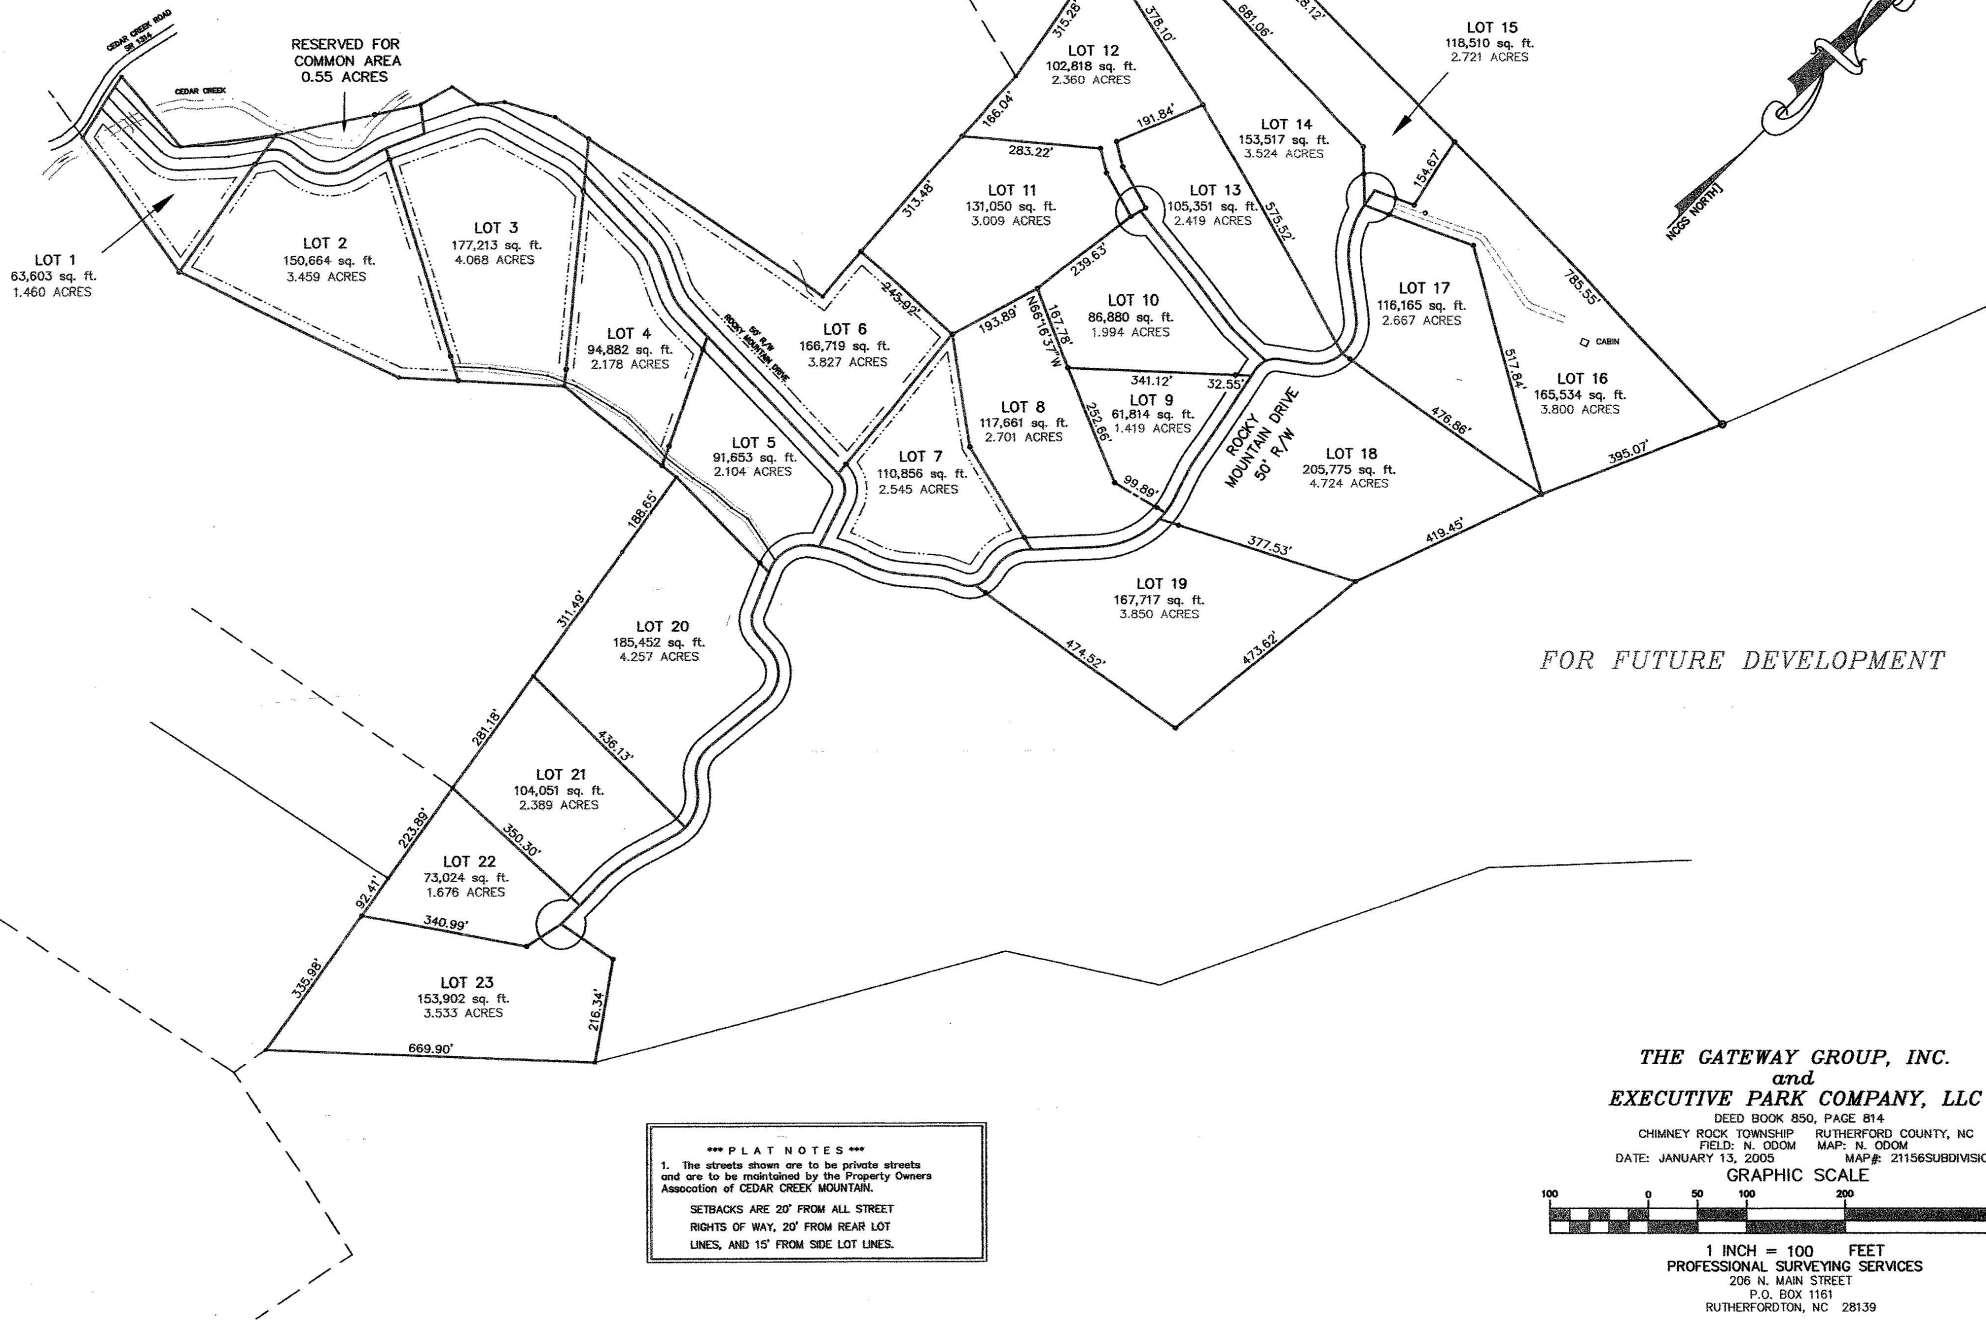 CEDAR CREEK ROAD
SR 1314
CEDAR CREEK
RESERVED FOR
COMMON AREA
0.55 ACRES
LOT 1
63,603 sq. ft.
1.460 ACRES
LOT 2
150,664 sq. ft.
3.459 ACRES
LOT 3
177,213 sq. ft.
4.068 ACRES
LOT 4
94,882 sq. ft.
2.178 ACRES
LOT 5
91,653 sq. ft.
2.104 ACRES
50' R/W
ROCKY MOUNTAIN DRIVE
LOT 6
166,719 sq. ft.
3.827 ACRES
245.92'
LOT 7
110,856 sq. ft.
2.545 ACRES
193.89'
LOT 8
117,661 sq. ft.
2.701 ACRES
167.78'
N66°16'37"W
252.66'
99.89'
LOT 9
61,814 sq. ft.
1.419 ACRES
341.12'
32.55'
LOT 10
86,880 sq. ft.
1.994 ACRES
239.63'
LOT 11
131,050 sq. ft.
3.009 ACRES
313.48'
283.22'
166.04'
315.28'
LOT 12
102,818 sq. ft.
2.360 ACRES
378.10'
191.84'
LOT 13
105,351 sq. ft.
2.419 ACRES
575.52'
LOT 14
153,517 sq. ft.
3.524 ACRES
681.06'
8.12'
LOT 15
118,510 sq. ft.
2.721 ACRES
154.67'
NCGS NORTH
785.55'
CABIN
LOT 16
165,534 sq. ft.
3.800 ACRES
395.07'
LOT 17
116,165 sq. ft.
2.667 ACRES
517.84'
476.86'
ROCKY
MOUNTAIN DRIVE
50' R/W
LOT 18
205,775 sq. ft.
4.724 ACRES
419.45'
377.53'
LOT 19
167,717 sq. ft.
3.850 ACRES
474.52'
473.62'
FOR FUTURE DEVELOPMENT
188.65'
311.49'
LOT 20
185,452 sq. ft.
4.257 ACRES
436.13'
281.18'
LOT 21
104,051 sq. ft.
2.389 ACRES
350.30'
223.89'
92.41'
LOT 22
73,024 sq. ft.
1.676 ACRES
340.99'
335.98'
LOT 23
153,902 sq. ft.
3.533 ACRES
216.34'
669.90'
*** P L A T N O T E S ***
1. The streets shown are to be private streets
and are to be maintained by the Property Owners
Assocation of CEDAR CREEK MOUNTAIN.
SETBACKS ARE 20' FROM ALL STREET
RIGHTS OF WAY, 20' FROM REAR LOT
LINES, AND 15' FROM SIDE LOT LINES.
THE GATEWAY GROUP, INC.
and
EXECUTIVE PARK COMPANY, LLC
DEED BOOK 850, PAGE 814
CHIMNEY ROCK TOWNSHIP RUTHERFORD COUNTY, NC
FIELD: N. ODOM MAP: N. ODOM
DATE: JANUARY 13, 2005 MAP#: 21156SUBDIVISIO
GRAPHIC SCALE
100 0 50 100 200
1 INCH = 100 FEET
PROFESSIONAL SURVEYING SERVICES
206 N. MAIN STREET
P.O. BOX 1161
RUTHERFORDTON, NC 28139